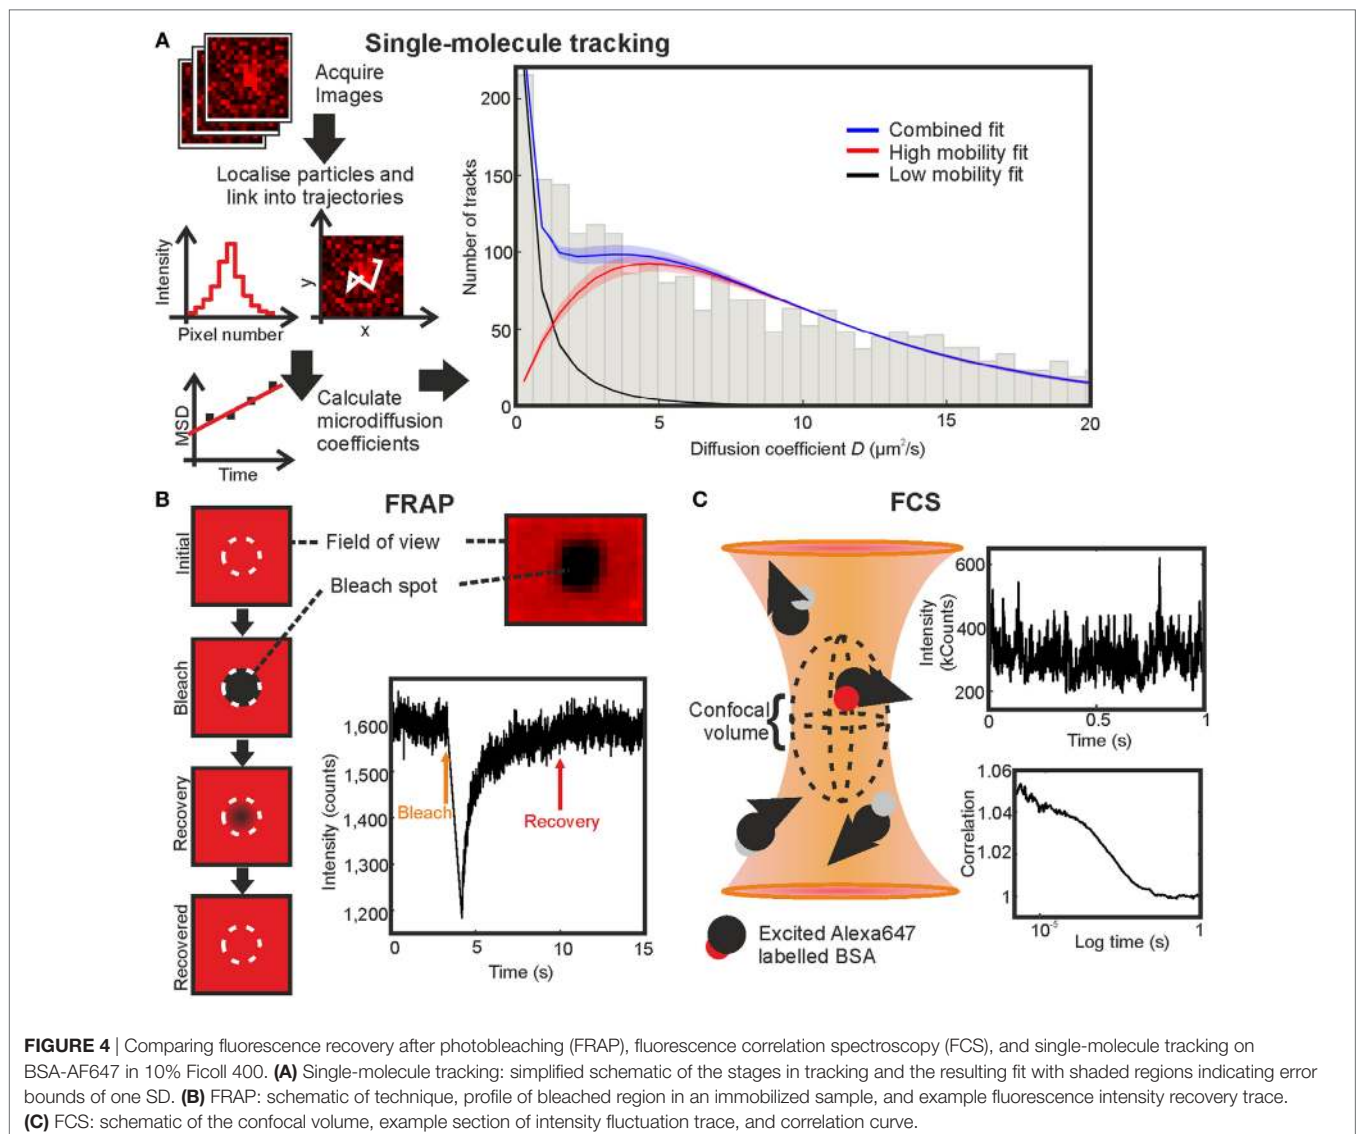 A
Single-molecule tracking
Acquire
Images
Localise particles and
link into trajectories
Intensity
Pixel number
y
x
MSD
Time
Calculate
microdiffusion
coefficients
Number of tracks
200
150
100
50
0
0
5
10
15
20
Diffusion coefficient D (µm²/s)
Combined fit
High mobility fit
Low mobility fit
B
FRAP
Initial
Bleach
Recovery
Recovered
Field of view
Bleach spot
Intensity (counts)
1,600
1,500
1,400
1,300
1,200
0
5
10
15
Time (s)
Bleach
Recovery
C
FCS
Confocal
volume
Excited Alexa647
labelled BSA
Intensity
(kCounts)
600
400
200
0
0.5
1
Time (s)
Correlation
1.06
1.04
1.02
1
10⁻⁵
1
Log time (s)
FIGURE 4 | Comparing fluorescence recovery after photobleaching (FRAP), fluorescence correlation spectroscopy (FCS), and single-molecule tracking on
BSA-AF647 in 10% Ficoll 400. (A) Single-molecule tracking: simplified schematic of the stages in tracking and the resulting fit with shaded regions indicating error
bounds of one SD. (B) FRAP: schematic of technique, profile of bleached region in an immobilized sample, and example fluorescence intensity recovery trace.
(C) FCS: schematic of the confocal volume, example section of intensity fluctuation trace, and correlation curve.